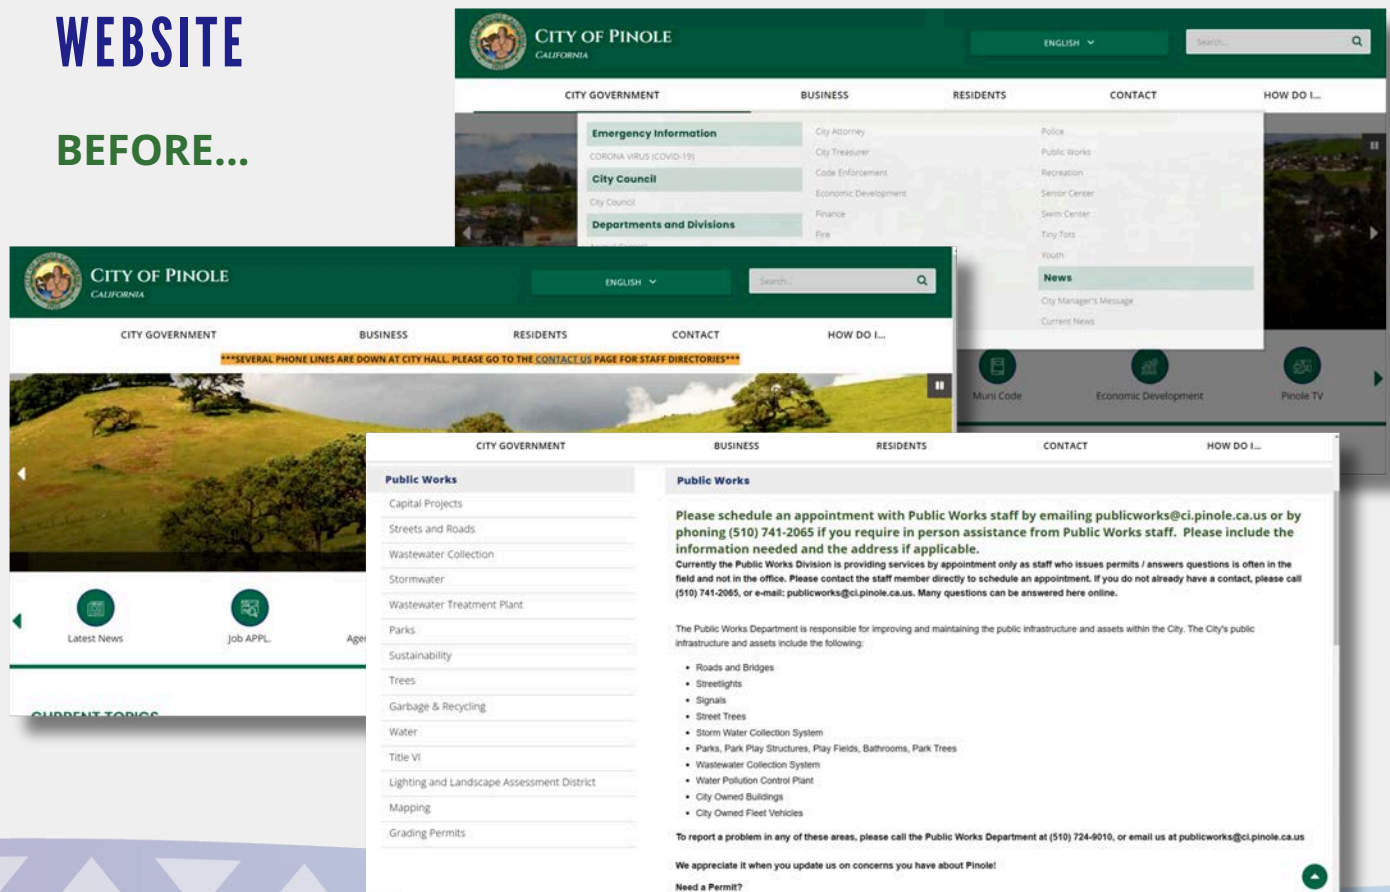 WEBSITE
BEFORE...
CITY OF PINOLE
CALIFORNIA
ENGLISH
Search...
CITY GOVERNMENT
BUSINESS
RESIDENTS
CONTACT
HOW DO I...
Emergency Information
CORONA VIRUS (COVID-19)
City Council
City Council
Departments and Divisions
City Attorney
City Treasurer
Code Enforcement
Economic Development
Finance
Fire
Police
Public Works
Recreation
Senior Center
Swim Center
Tiny Tots
Youth
News
City Manager's Message
Current News
Muni Code
Economic Development
Pinole TV
CITY OF PINOLE
CALIFORNIA
ENGLISH
Search...
CITY GOVERNMENT
BUSINESS
RESIDENTS
CONTACT
HOW DO I...
***SEVERAL PHONE LINES ARE DOWN AT CITY HALL. PLEASE GO TO THE CONTACT US PAGE FOR STAFF DIRECTORIES***
Latest News
Job APPL.
CURRENT TOPICS
CITY GOVERNMENT
BUSINESS
RESIDENTS
CONTACT
HOW DO I...
Public Works
Capital Projects
Streets and Roads
Wastewater Collection
Stormwater
Wastewater Treatment Plant
Parks
Sustainability
Trees
Garbage & Recycling
Water
Title VI
Lighting and Landscape Assessment District
Mapping
Grading Permits
Public Works
Please schedule an appointment with Public Works staff by emailing publicworks@ci.pinole.ca.us or by
phoning (510) 741-2065 if you require in person assistance from Public Works staff. Please include the
information needed and the address if applicable.
Currently the Public Works Division is providing services by appointment only as staff who issues permits / answers questions is often in the
field and not in the office. Please contact the staff member directly to schedule an appointment. If you do not already have a contact, please call
(510) 741-2065, or e-mail: publicworks@ci.pinole.ca.us. Many questions can be answered here online.
The Public Works Department is responsible for improving and maintaining the public infrastructure and assets within the City. The City's public
infrastructure and assets include the following:
• Roads and Bridges
• Streetlights
• Signals
• Street Trees
• Storm Water Collection System
• Parks, Park Play Structures, Play Fields, Bathrooms, Park Trees
• Wastewater Collection System
• Water Pollution Control Plant
• City Owned Buildings
• City Owned Fleet Vehicles
To report a problem in any of these areas, please call the Public Works Department at (510) 724-9010, or email us at publicworks@ci.pinole.ca.us
We appreciate it when you update us on concerns you have about Pinole!
Need a Permit?